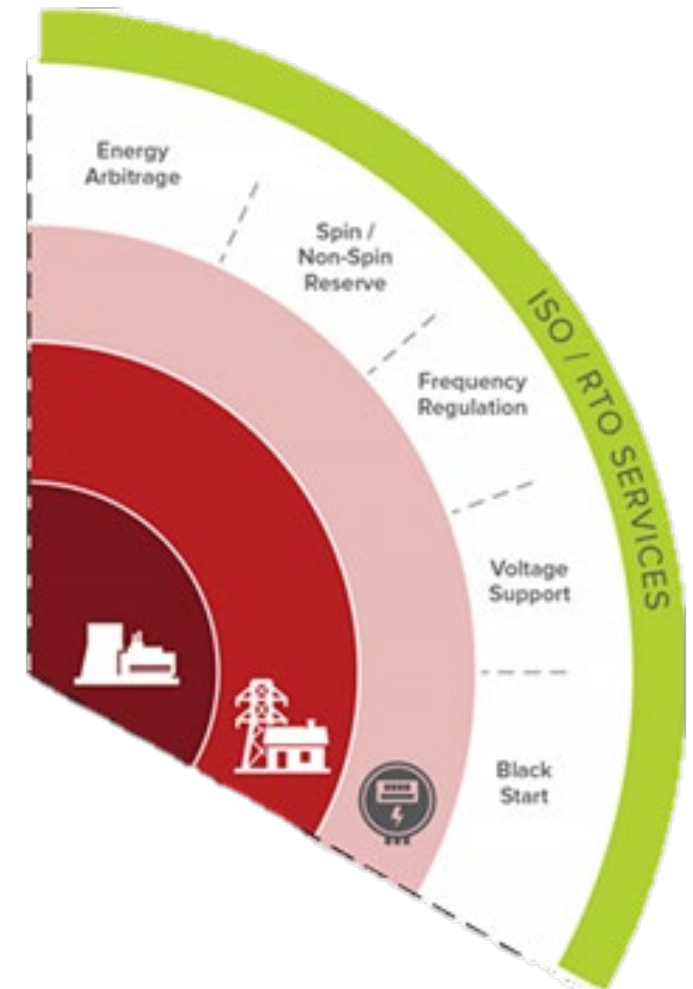 Energy
Arbitrage
Spin /
Non-Spin
Reserve
Frequency
Regulation
Voltage
Support
Black
Start
ISO / RTO SERVICES